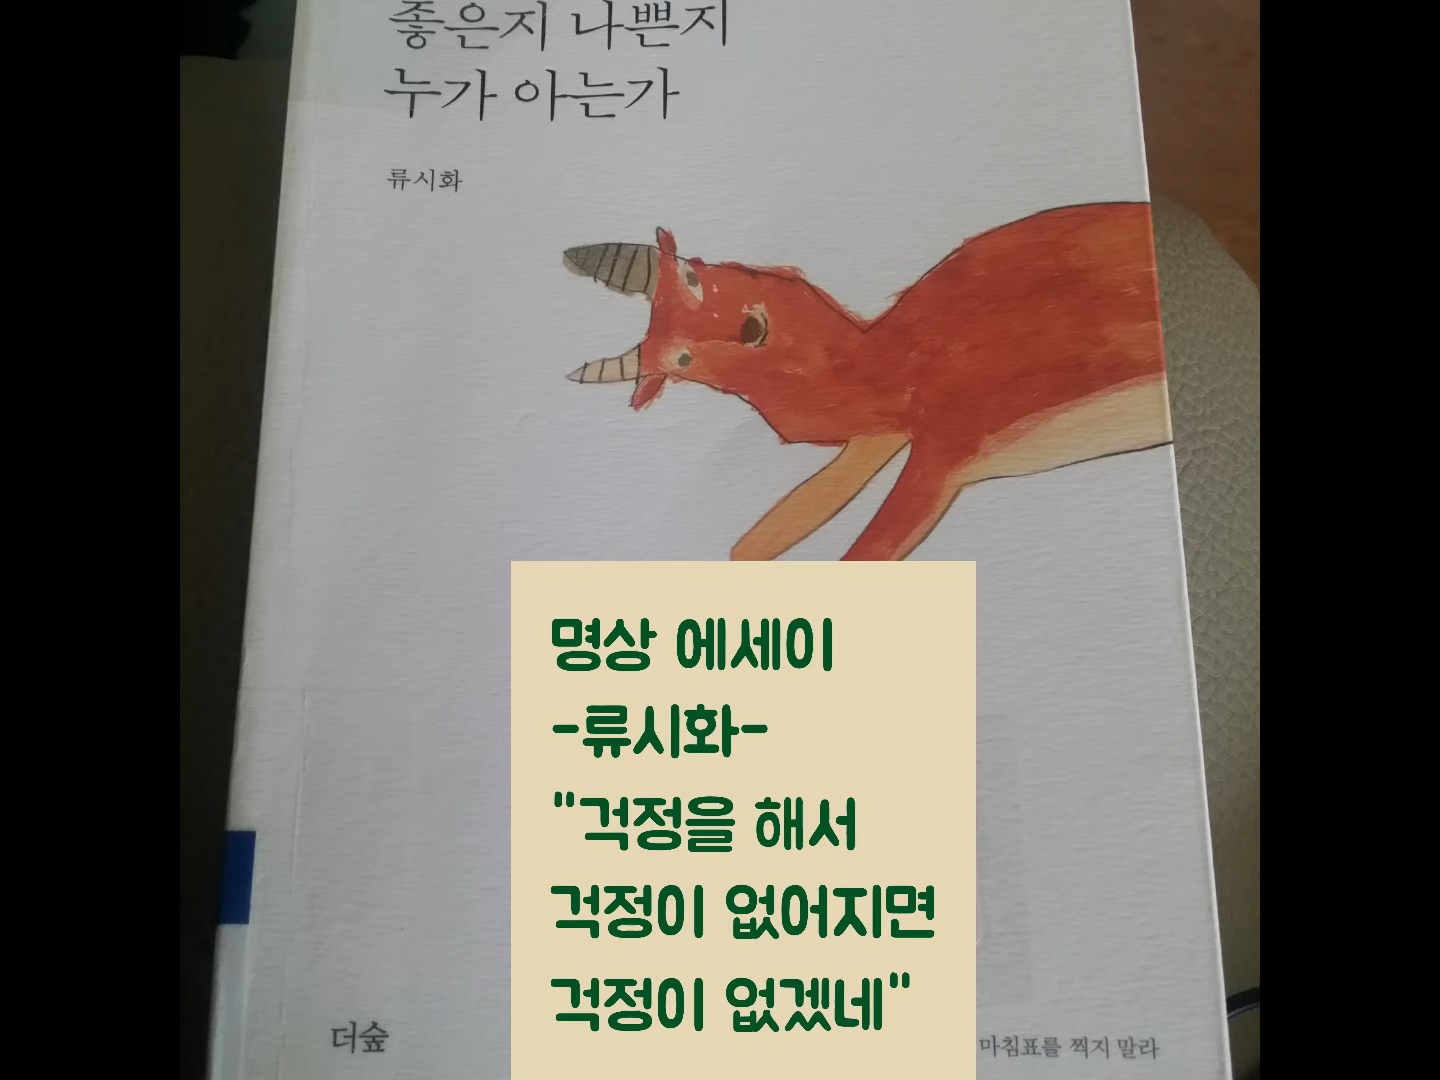 좋은지 나쁜지
누가 아는가
류시화
명상 에세이
-류시화-
"걱정을 해서
걱정이 없어지면
걱정이 없겠네"
더숲
마침표를 찍지 말라